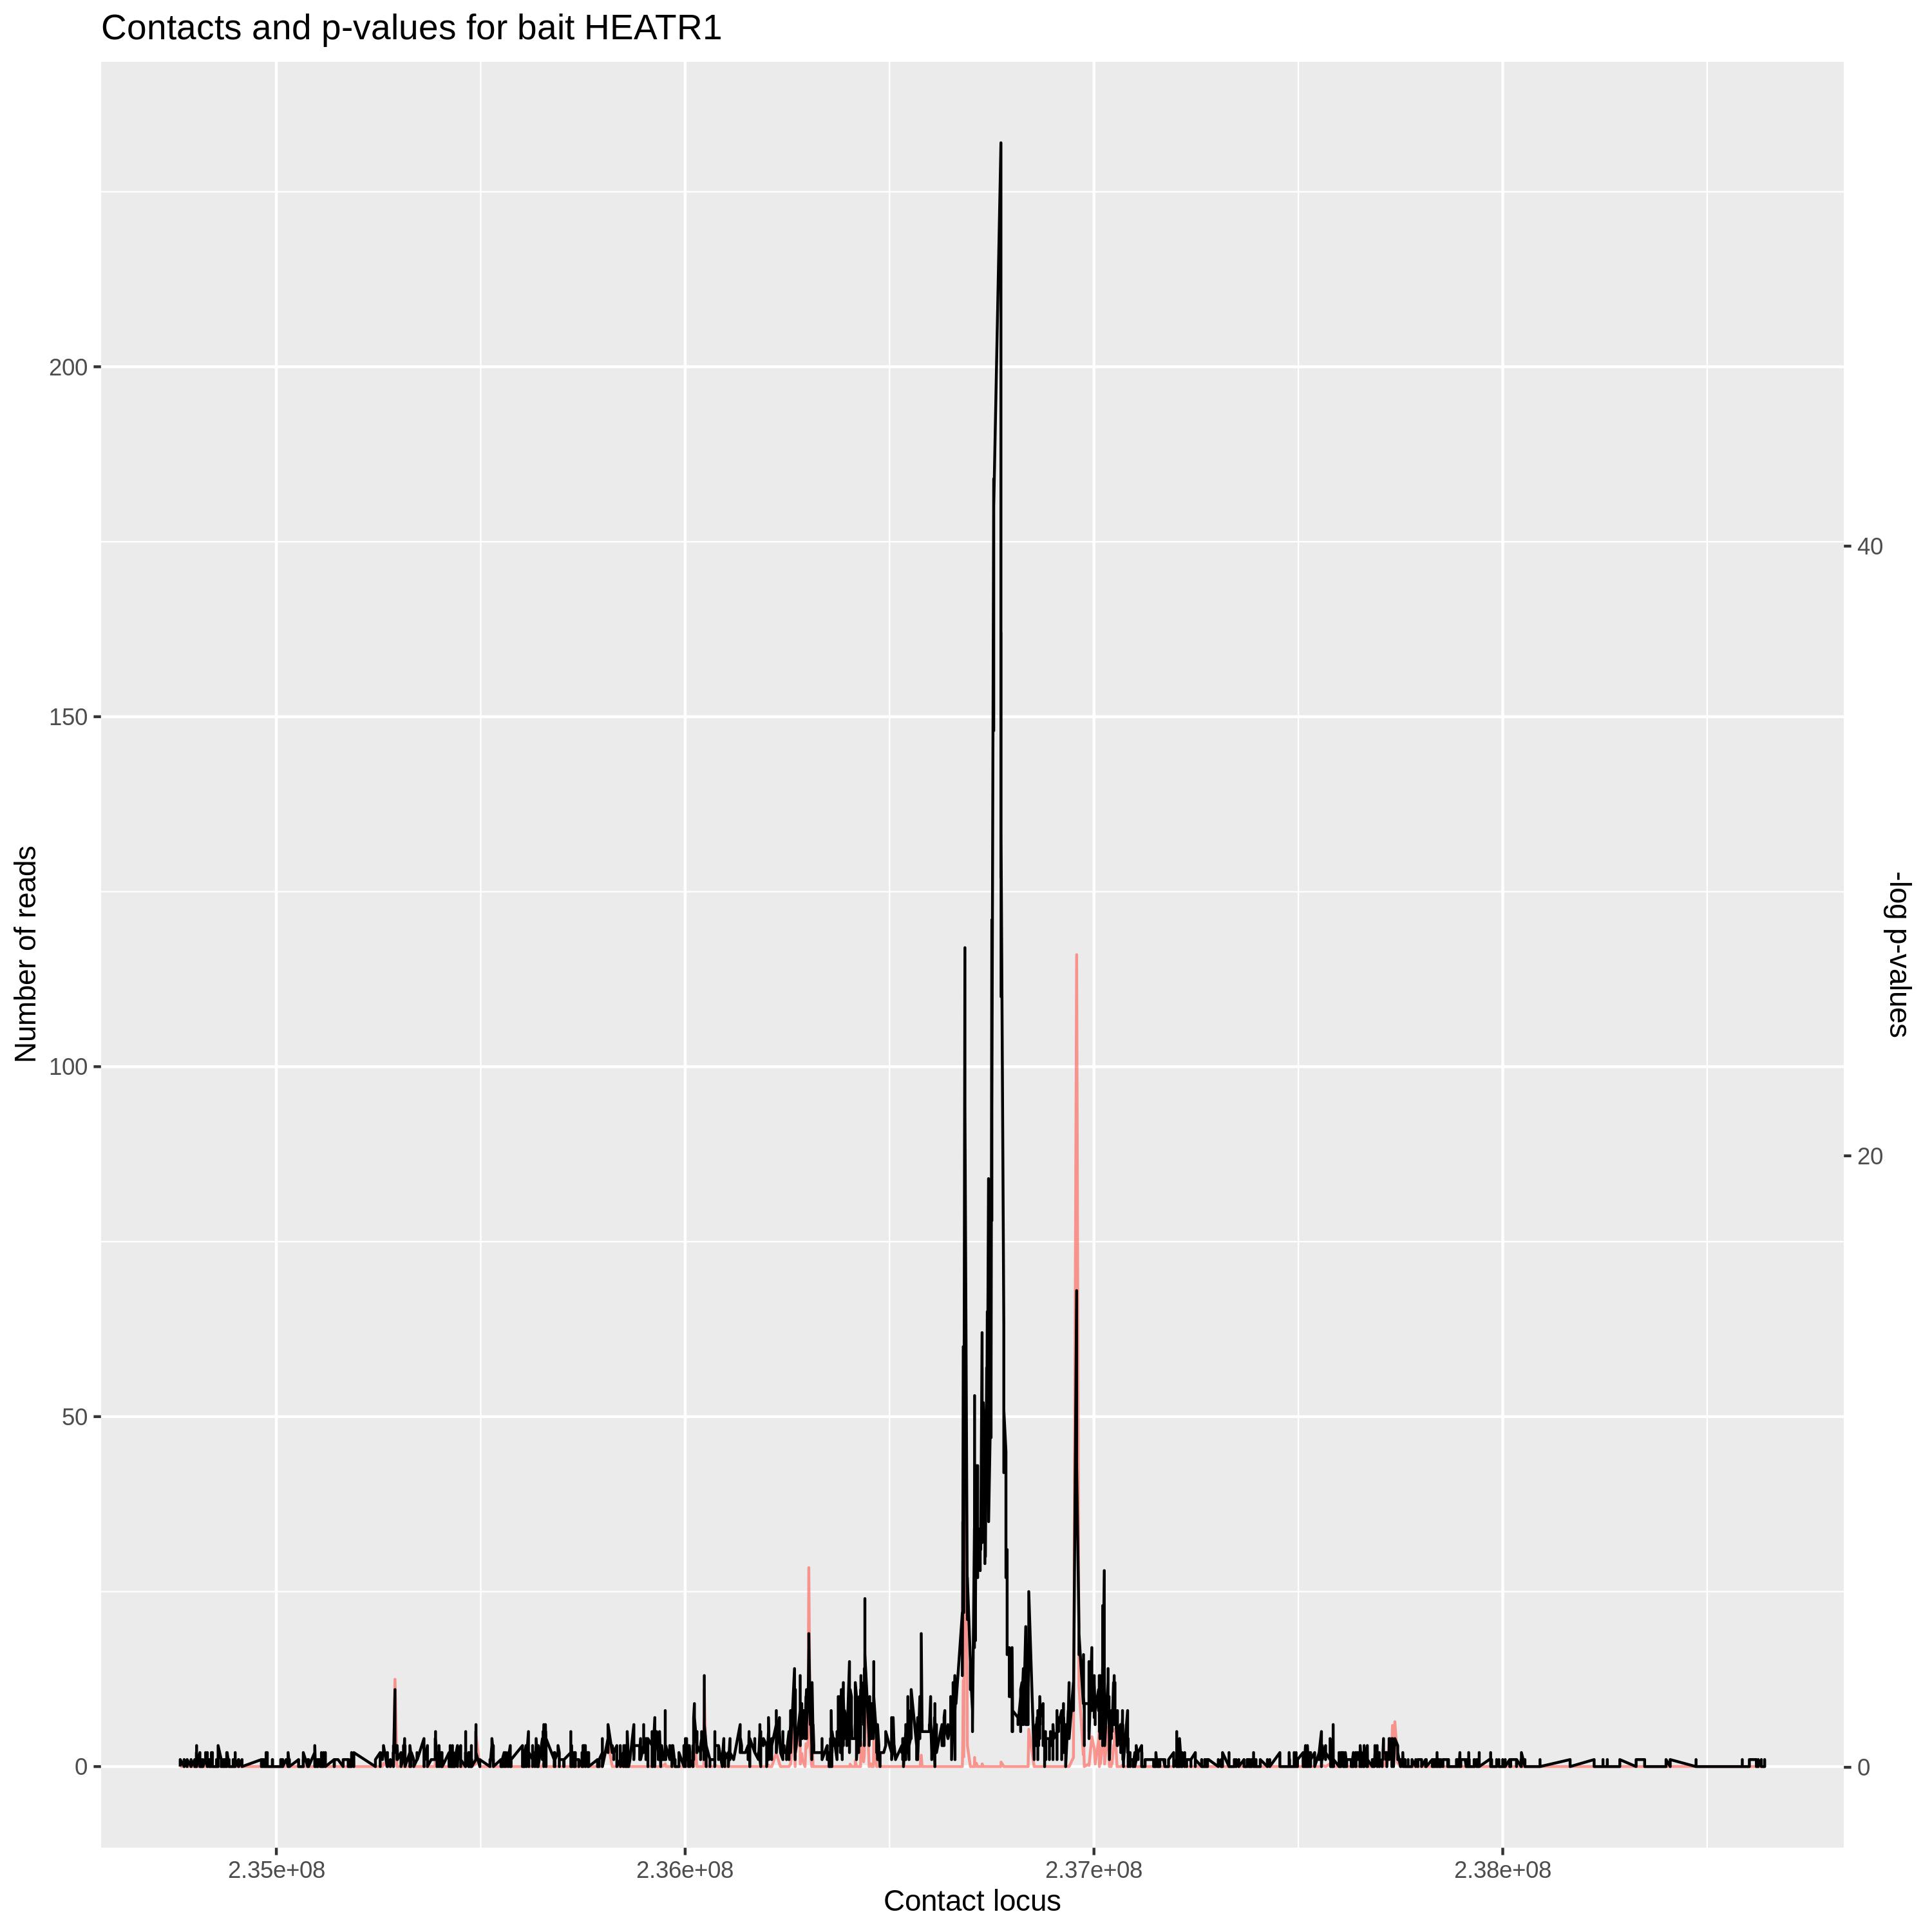 Contacts and p-values for bait HEATR1
Number of reads
200
150
100
50
0
40
20
0
-log p-values
2.35e+08
2.36e+08
2.37e+08
2.38e+08
Contact locus